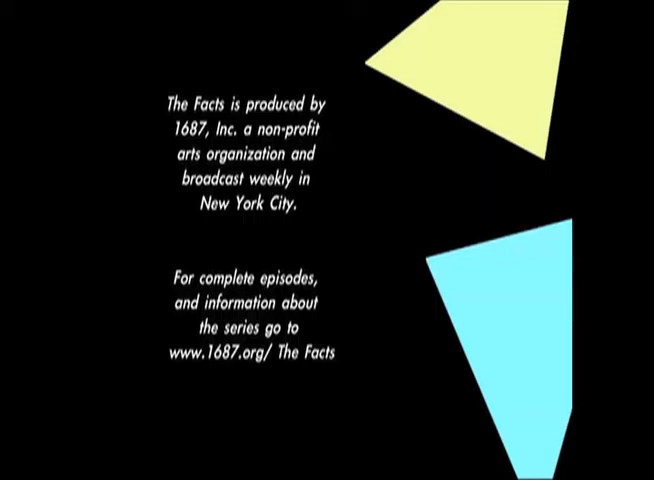 The Facts is produced by
1687, Inc. a non-profit
arts organization and
broadcast weekly in
New York City.
For complete episodes,
and information about
the series go to
www.1687.org/ The Facts